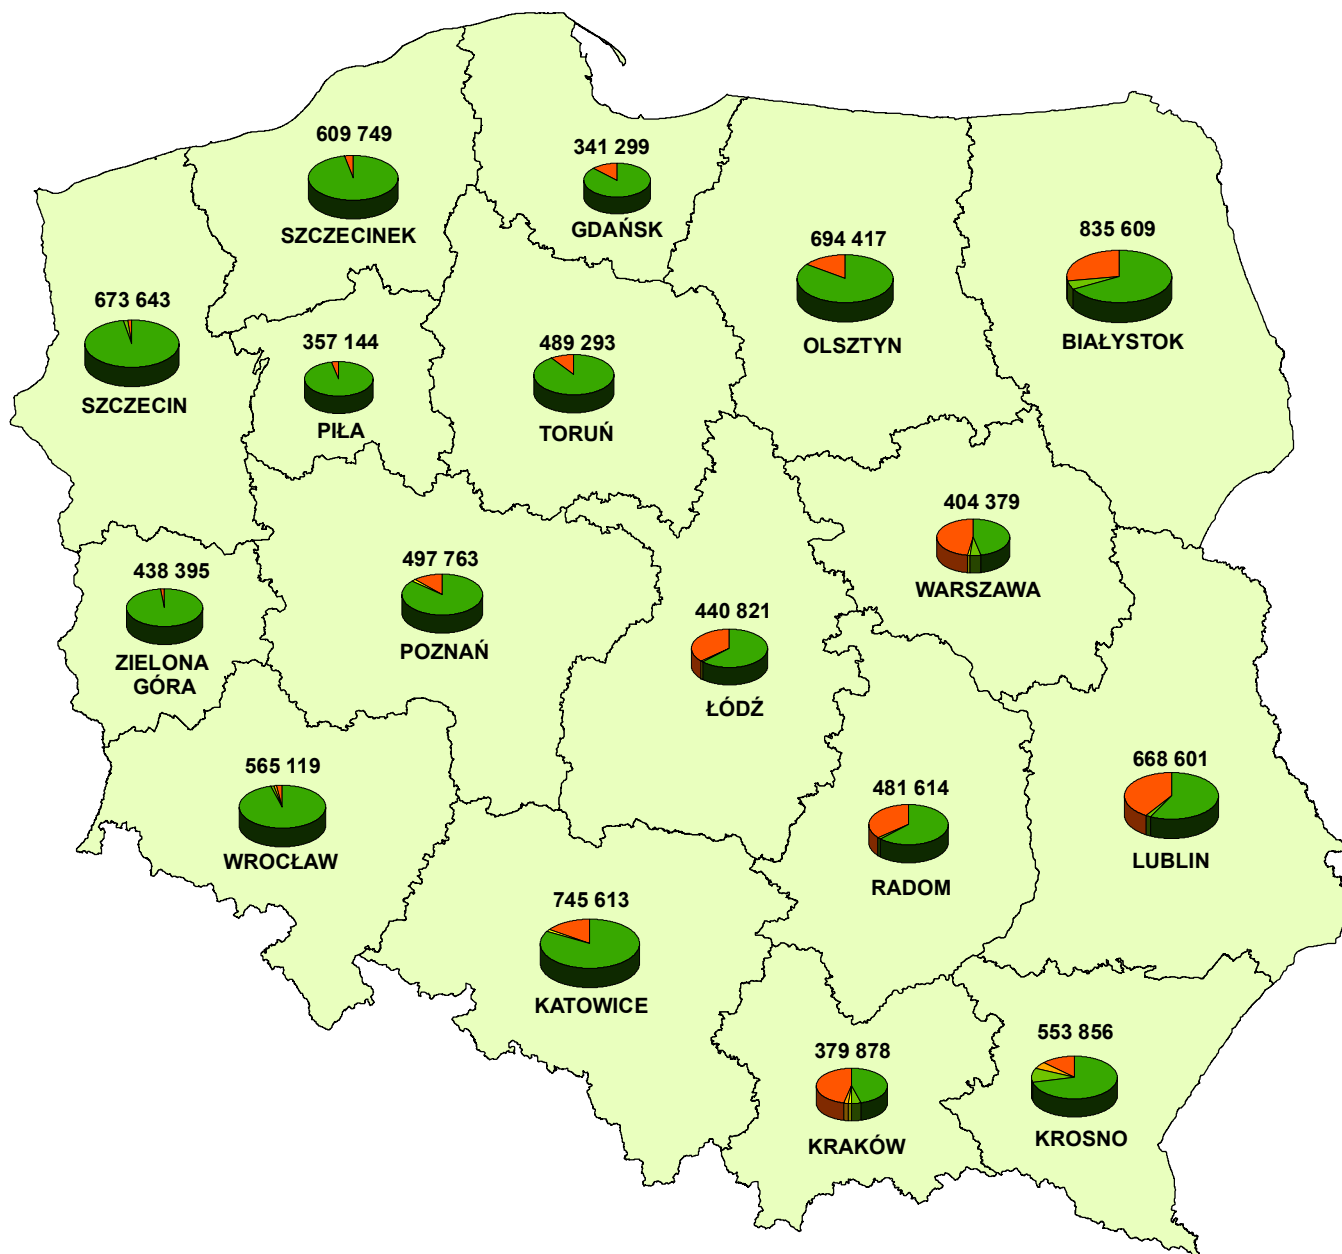 609 749
SZCZECINEK
341 299
GDAŃSK
694 417
OLSZTYN
835 609
BIAŁYSTOK
673 643
SZCZECIN
357 144
PIŁA
489 293
TORUŃ
404 379
WARSZAWA
438 395
ZIELONA
GÓRA
497 763
POZNAŃ
440 821
ŁÓDŹ
565 119
WROCŁAW
481 614
RADOM
668 601
LUBLIN
745 613
KATOWICE
379 878
KRAKÓW
553 856
KROSNO